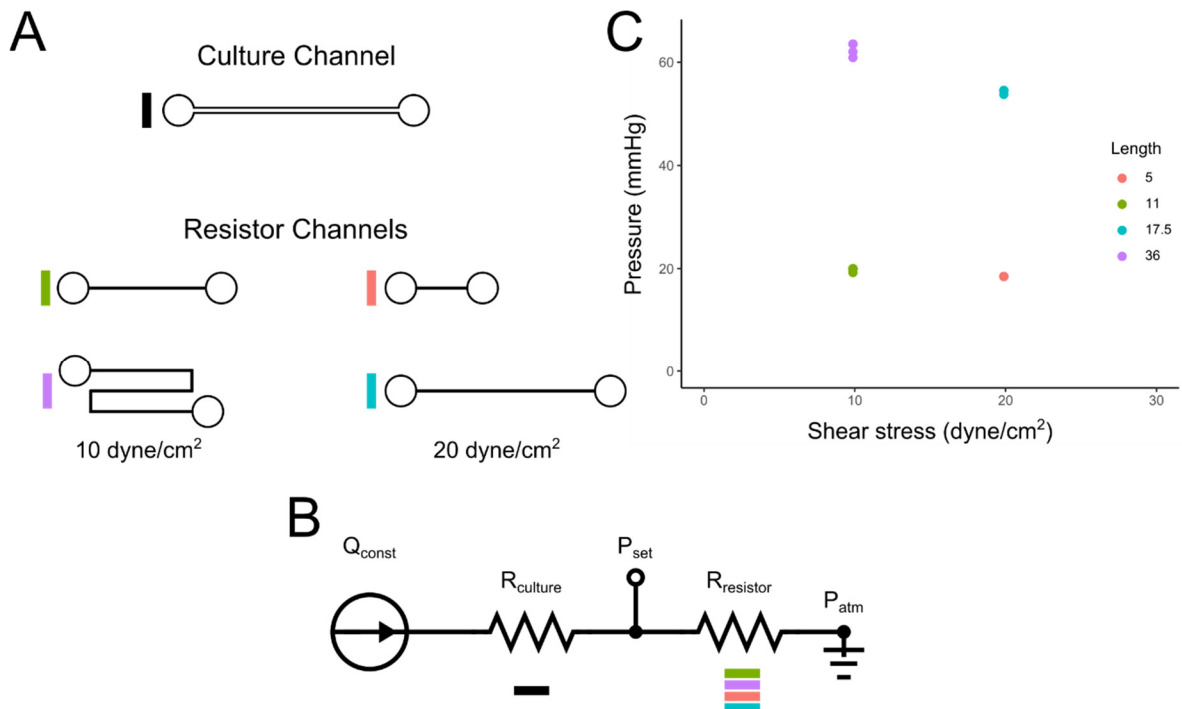 A
Culture Channel
Resistor Channels
10 dyne/cm²
20 dyne/cm²
C
Pressure (mmHg)
60
40
20
0
0
10
20
30
Shear stress (dyne/cm²)
Length
5
11
17.5
36
B
Qconst
Rculture
Pset
Rresistor
Patm